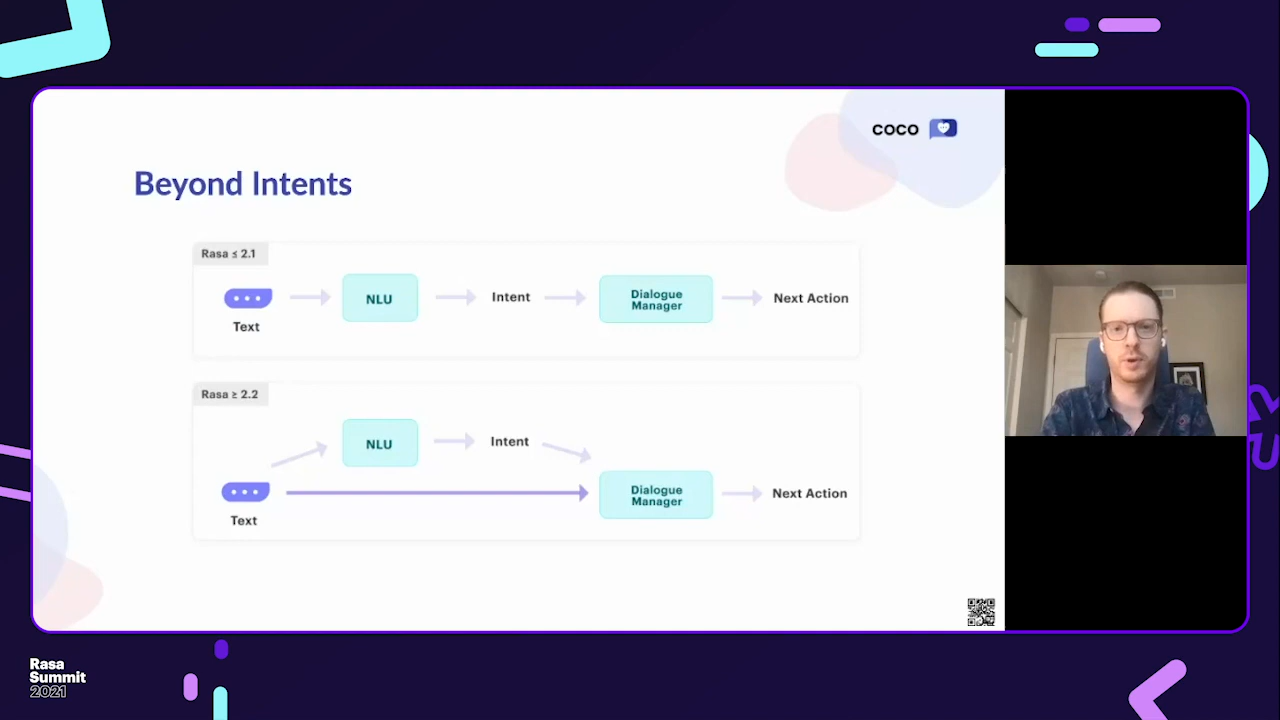 coco
Beyond Intents
Rasa ≤ 2.1
Text
NLU
Intent
Dialogue
Manager
Next Action
Rasa ≥ 2.2
Text
NLU
Intent
Dialogue
Manager
Next Action
Rasa
Summit
2021